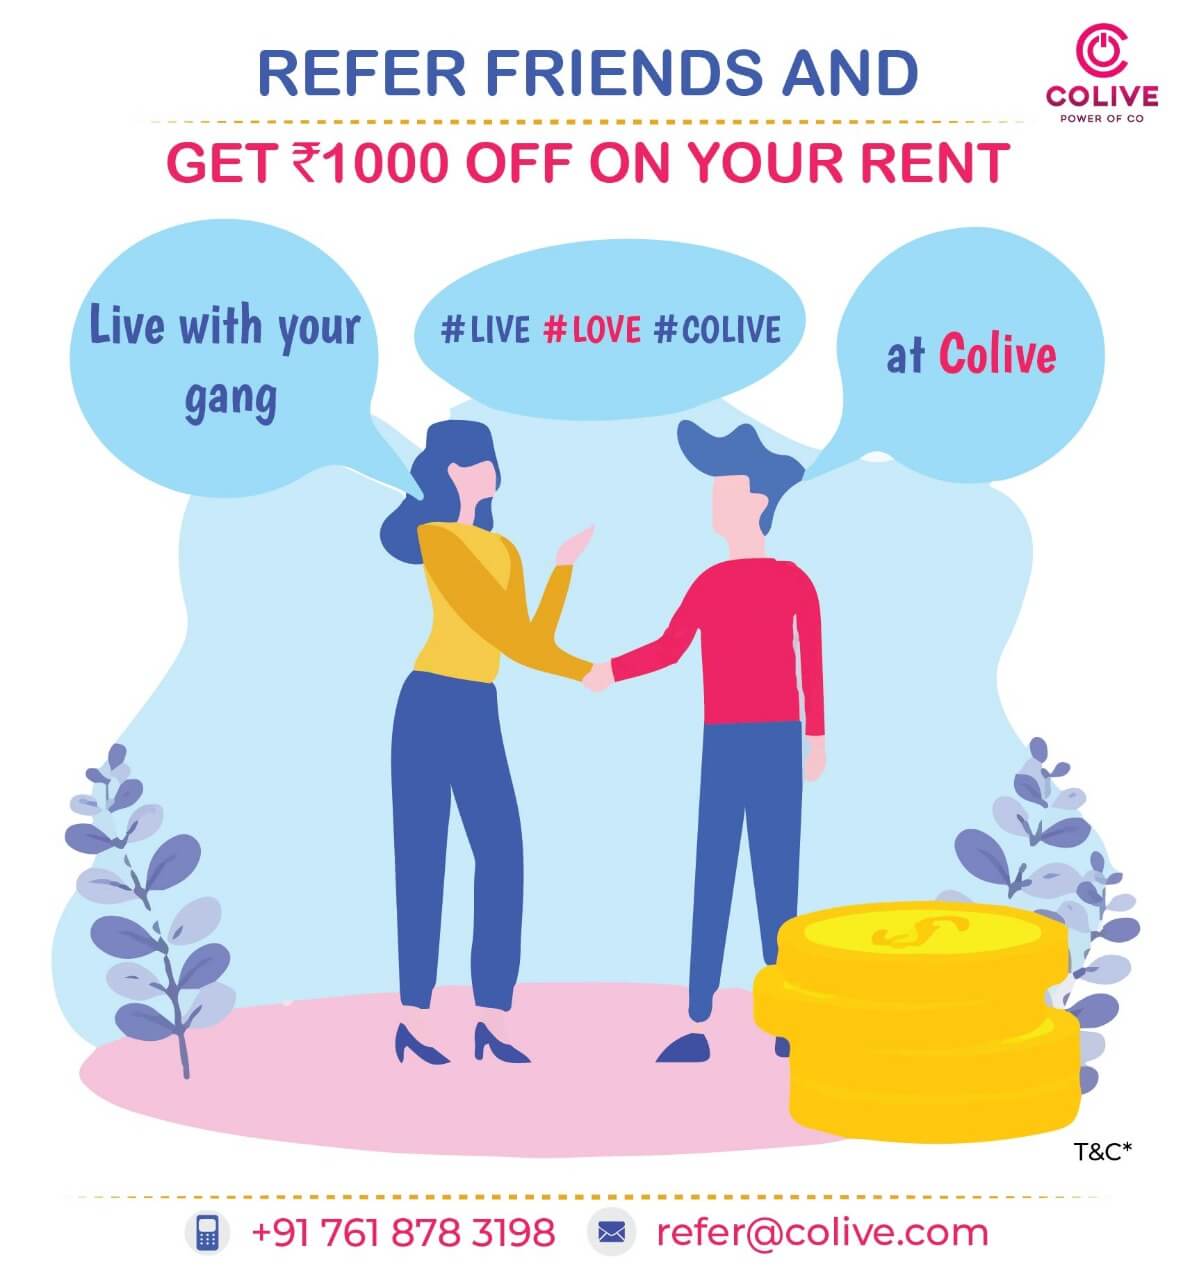 REFER FRIENDS AND
COLIVE
POWER OF CO
GET ₹1000 OFF ON YOUR RENT
Live with your
gang
#LIVE #LOVE #COLIVE
at Colive
T&C*
+91 761 878 3198
refer@colive.com